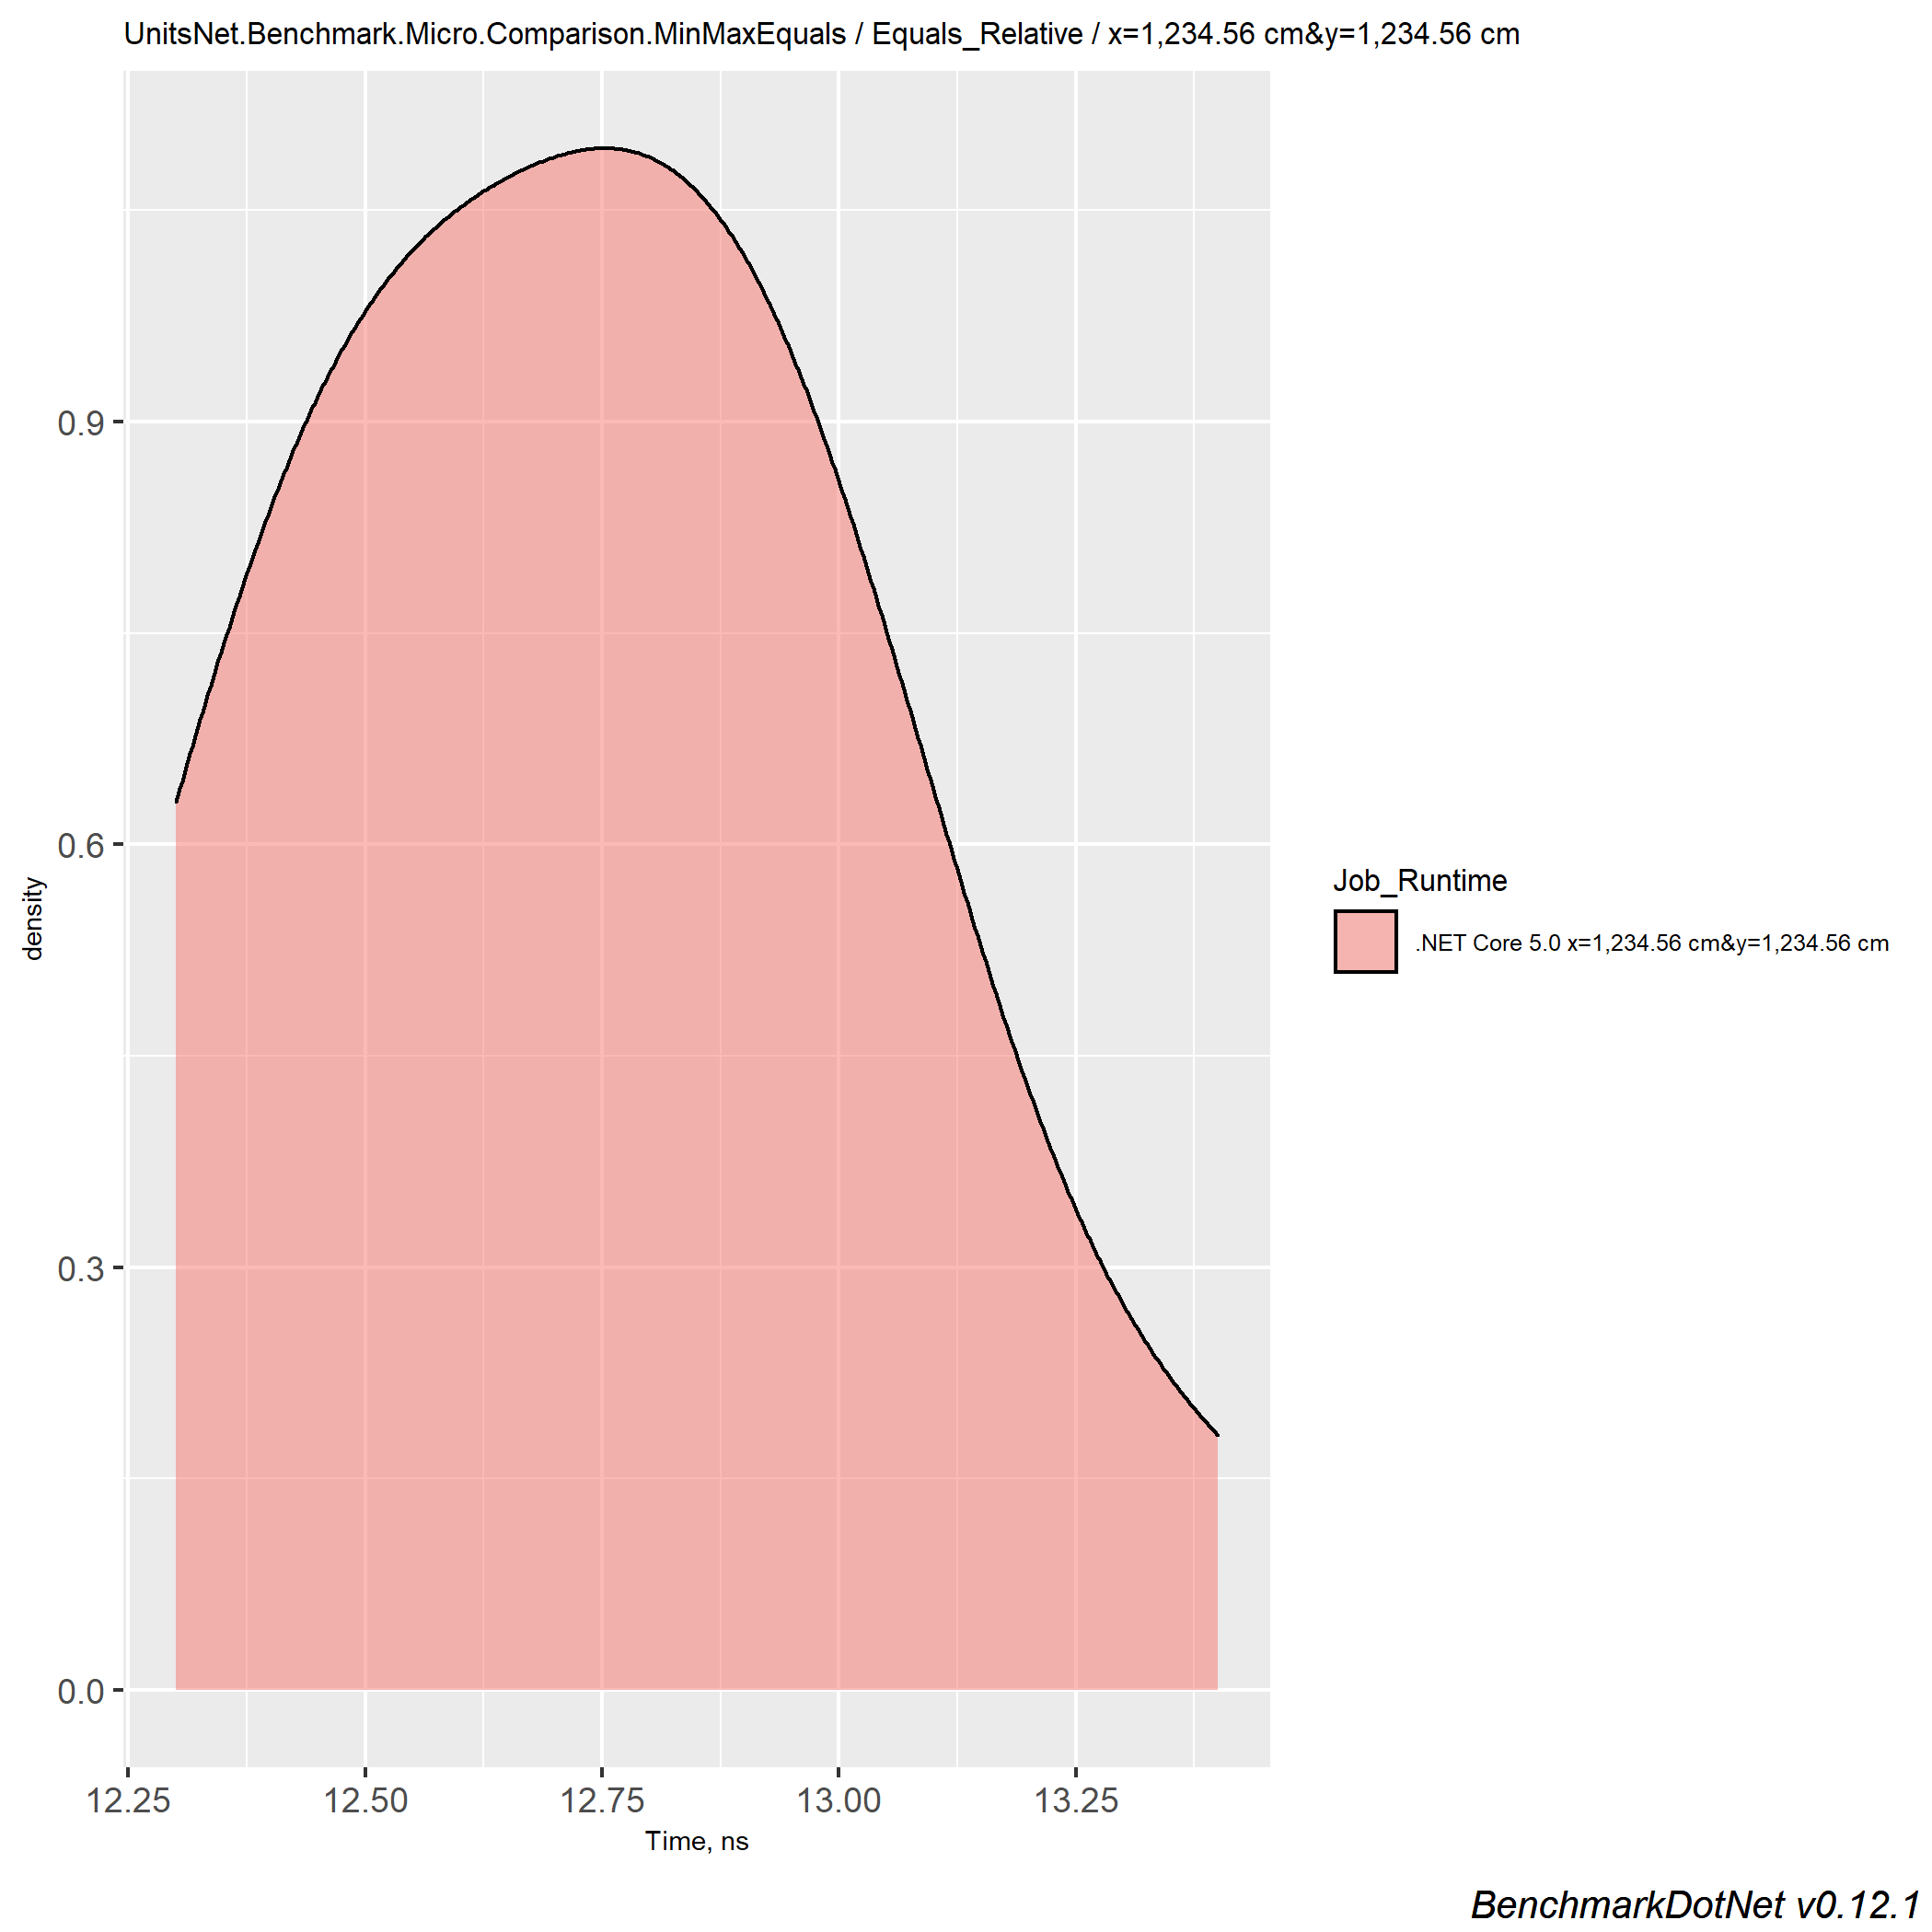 UnitsNet.Benchmark.Micro.Comparison.MinMaxEquals / Equals_Relative / x=1,234.56 cm&y=1,234.56 cm
0.9
0.6
0.3
0.0
density
12.25 12.50 12.75 13.00 13.25
Time, ns
Job_Runtime
.NET Core 5.0 x=1,234.56 cm&y=1,234.56 cm
BenchmarkDotNet v0.12.1